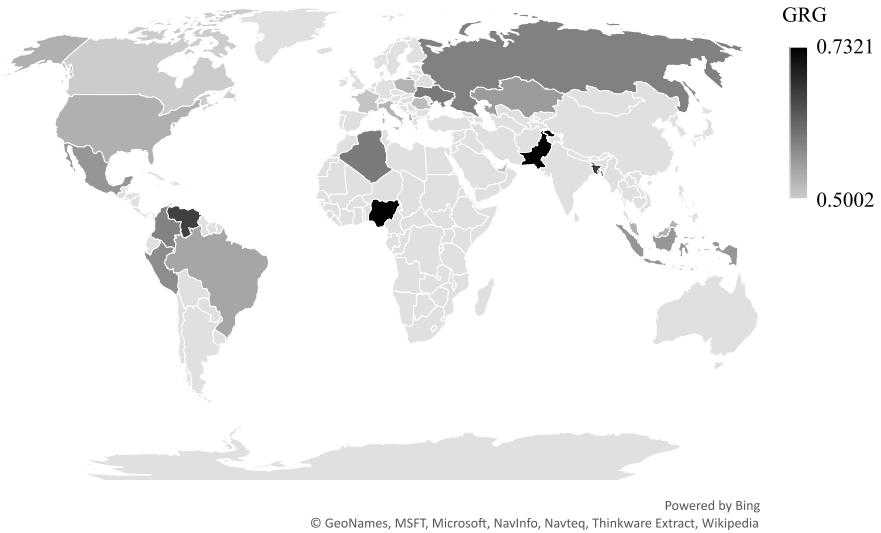 GRG
0.7321
0.5002
Powered by Bing
© GeoNames, MSFT, Microsoft, NavInfo, Navteq, Thinkware Extract, Wikipedia